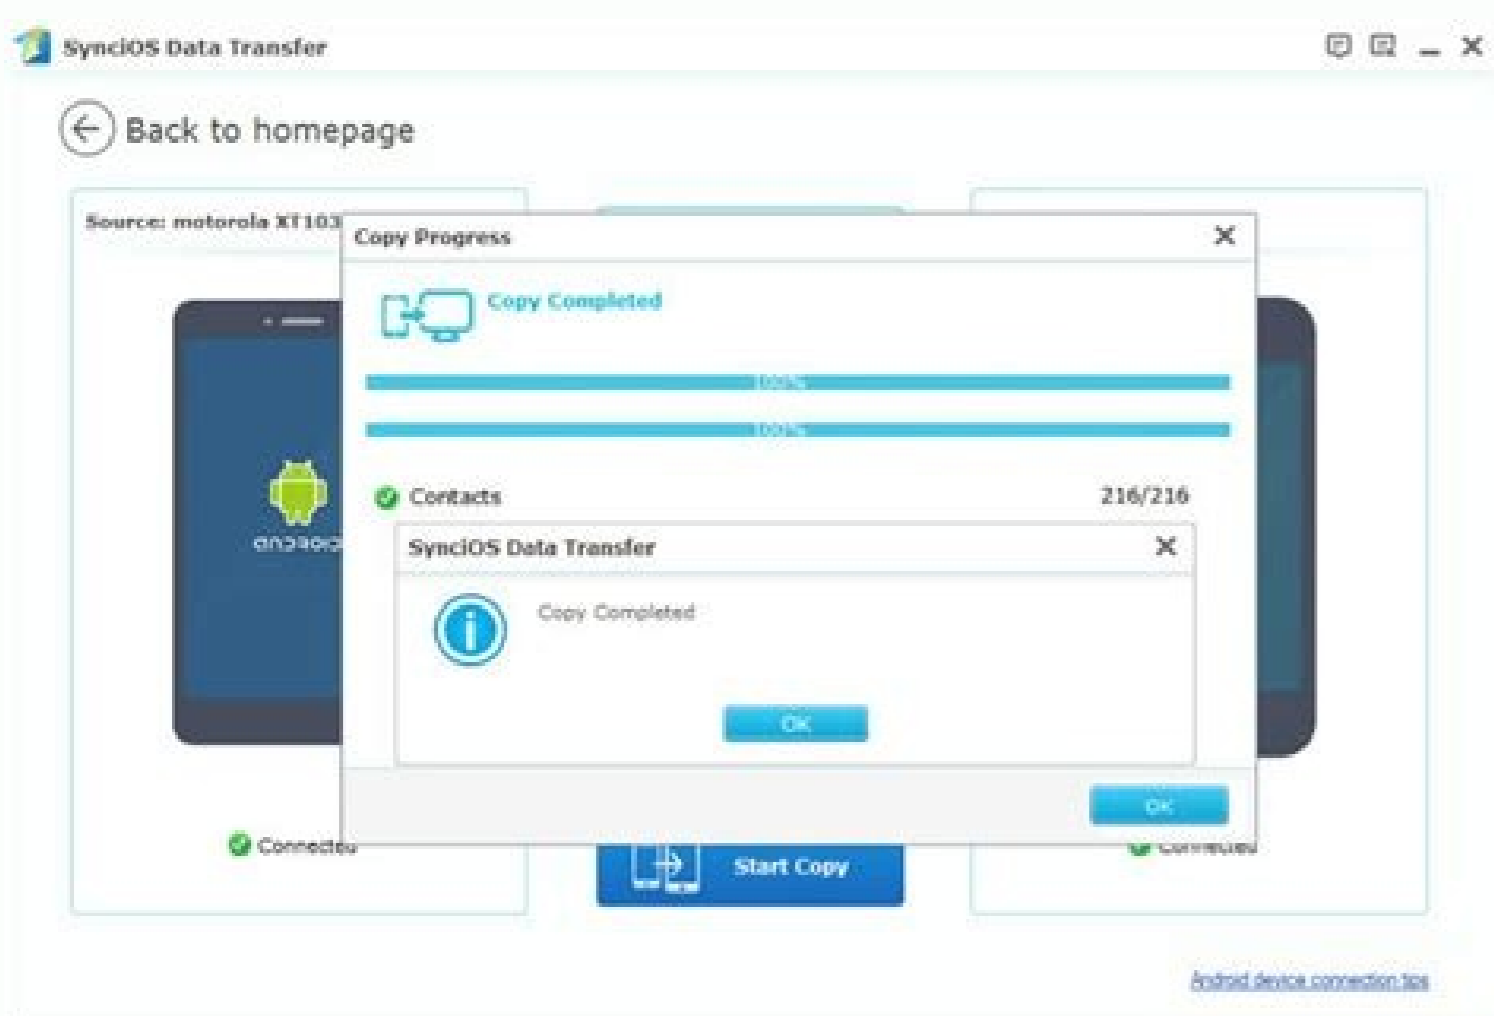 SynciOS Data Transfer
Back to homepage
Source: motorola XT103
Copy Progress
Copy Completed
100%
100%
Contacts 216/216
SynciOS Data Transfer
Copy Completed
OK
OK
Connected
Connected
Start Copy
Android device connection tips